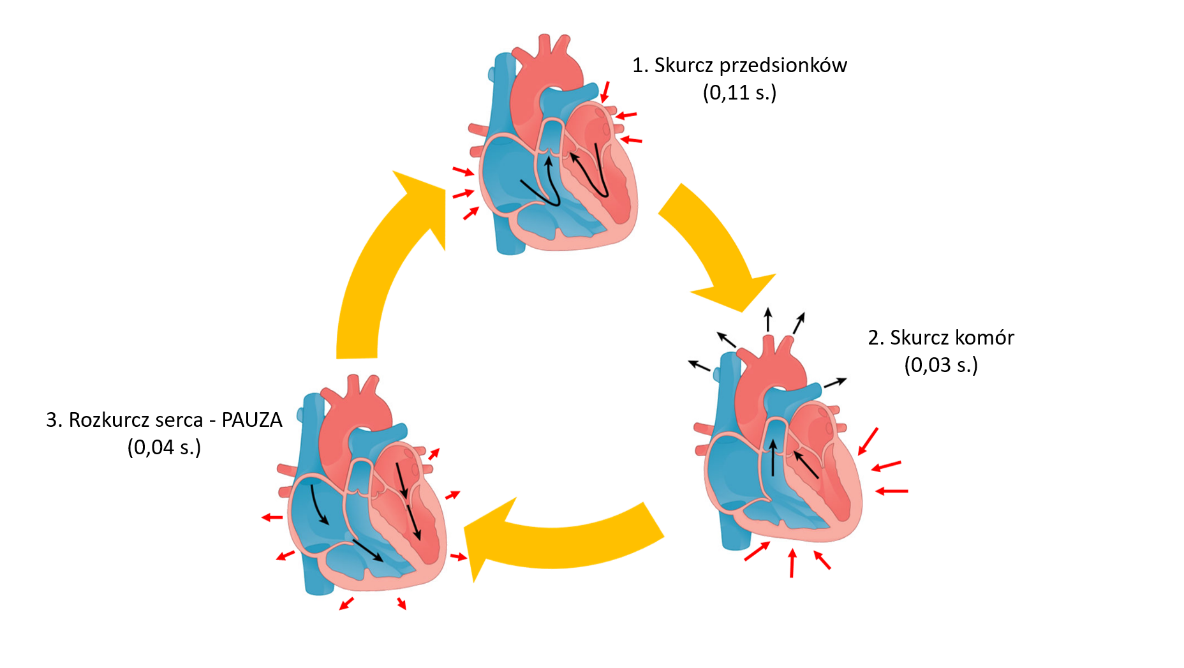 1. Skurcz przedsionków
(0,11 s.)
2. Skurcz komór
(0,03 s.)
3. Rozkurcz serca - PAUZA
(0,04 s.)